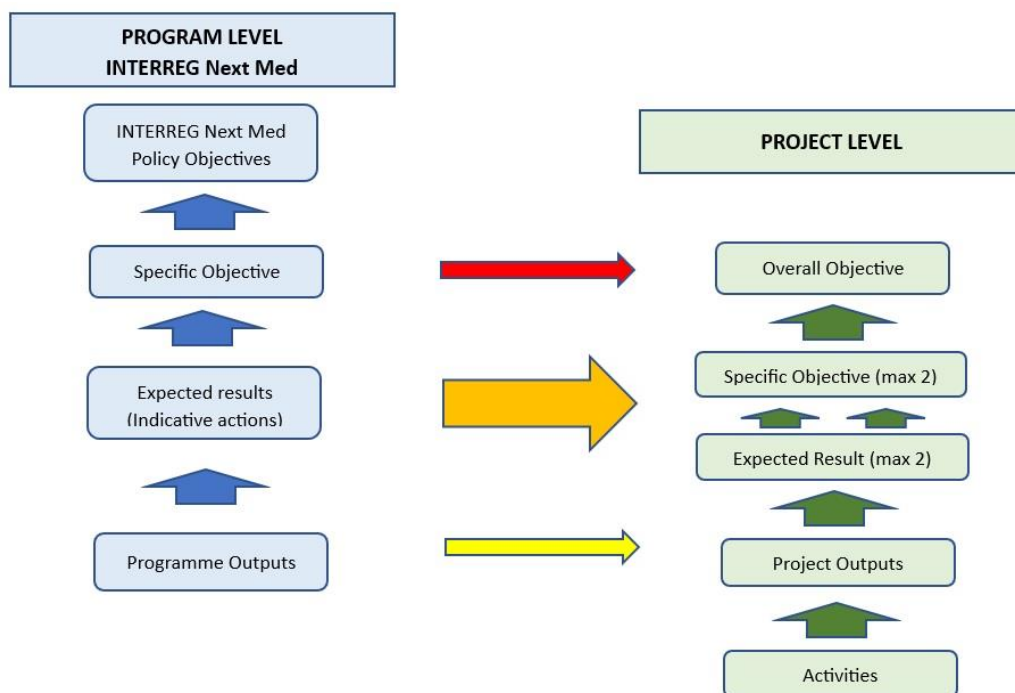 PROGRAM LEVEL
INTERREG Next Med
INTERREG Next Med
Policy Objectives
Specific Objective
Expected results
(Indicative actions)
Programme Outputs
PROJECT LEVEL
Overall Objective
Specific Objective (max 2)
Expected Result (max 2)
Project Outputs
Activities